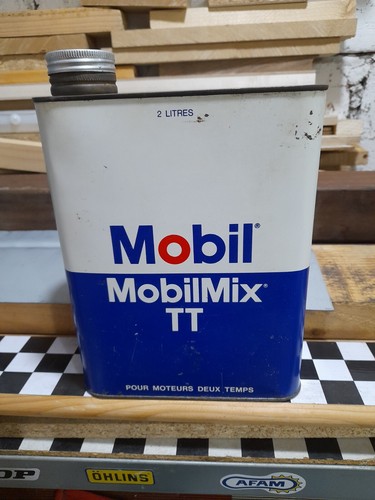 2 LITRES
Mobil®
MobilMix®
TT
POUR MOTEURS DEUX TEMPS
ÖHLINS
AFAM